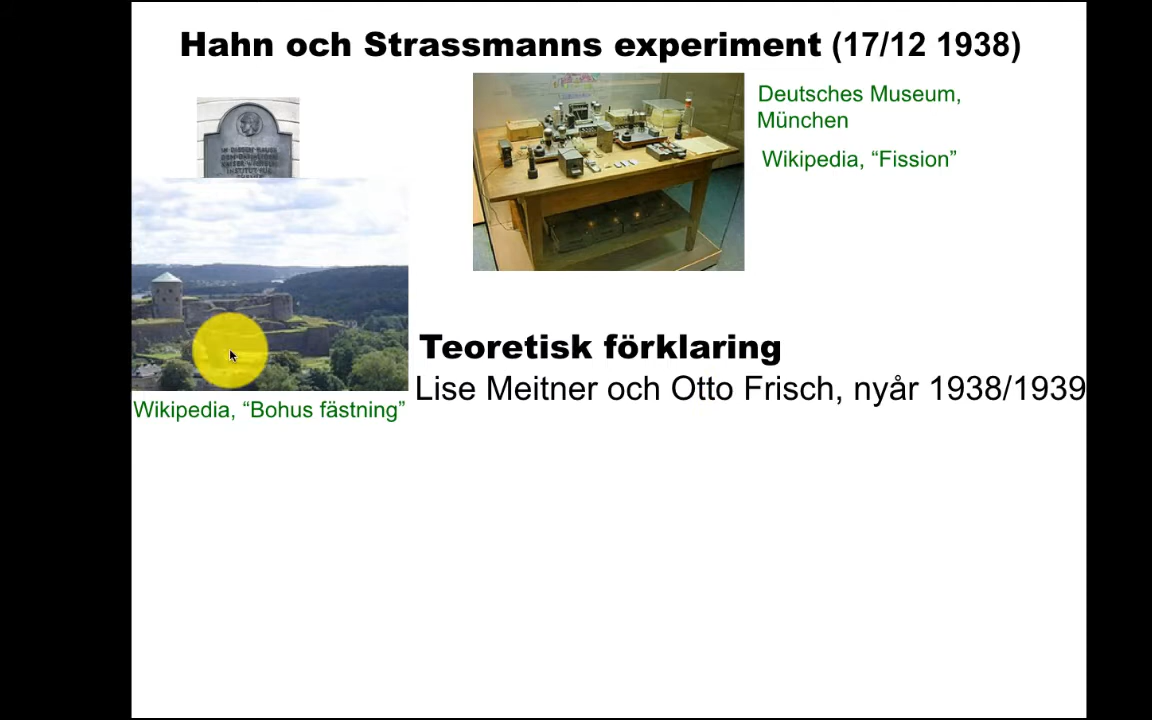 Hahn och Strassmanns experiment (17/12 1938)
Deutsches Museum,
München
Wikipedia, “Fission”
Teoretisk förklaring
Lise Meitner och Otto Frisch, nyår 1938/1939
Wikipedia, “Bohus fästning”